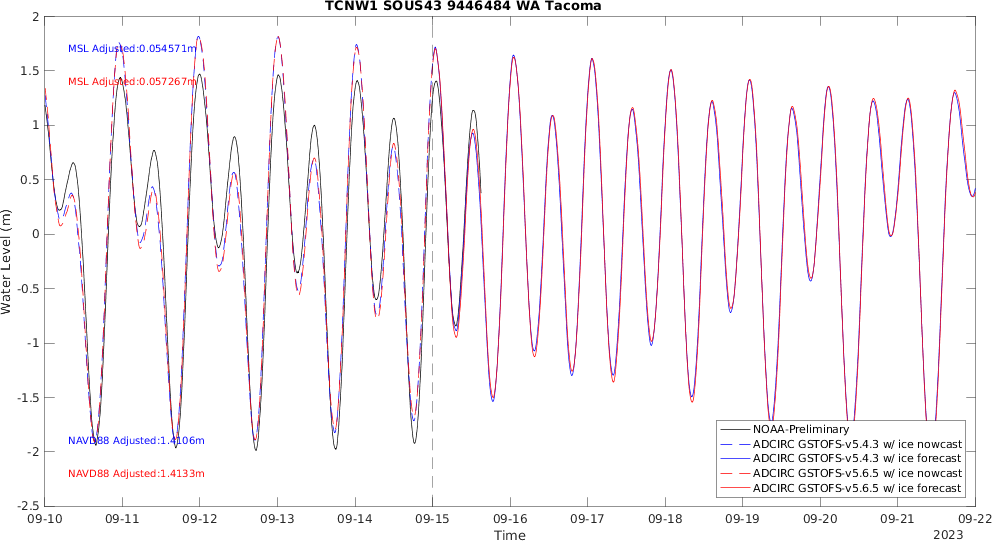 TCNW1 SOUS43 9446484 WA Tacoma
2
1.5
1
0.5
0
-0.5
-1
-1.5
-2
-2.5
Water Level (m)
MSL Adjusted:0.054571m
MSL Adjusted:0.057267m
NAVD88 Adjusted:1.4106m
NAVD88 Adjusted:1.4133m
NOAA-Preliminary
ADCIRC GSTOFS-v5.4.3 w/ ice nowcast
ADCIRC GSTOFS-v5.4.3 w/ ice forecast
ADCIRC GSTOFS-v5.6.5 w/ ice nowcast
ADCIRC GSTOFS-v5.6.5 w/ ice forecast
09-10 09-11 09-12 09-13 09-14 09-15 09-16 09-17 09-18 09-19 09-20 09-21 09-22
Time
2023